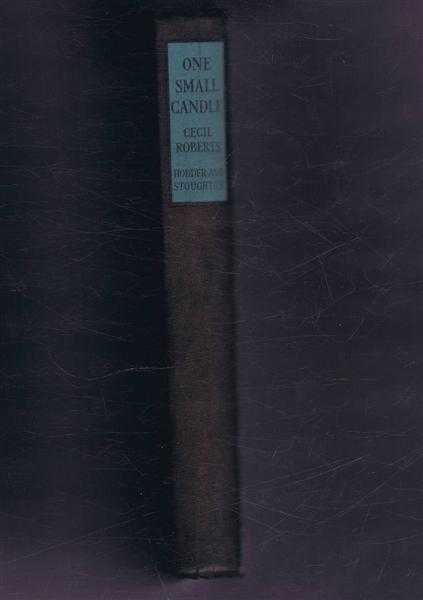 ONE
SMALL
CANDLE
CECIL
ROBERTS
HODDER AND
STOUGHTON